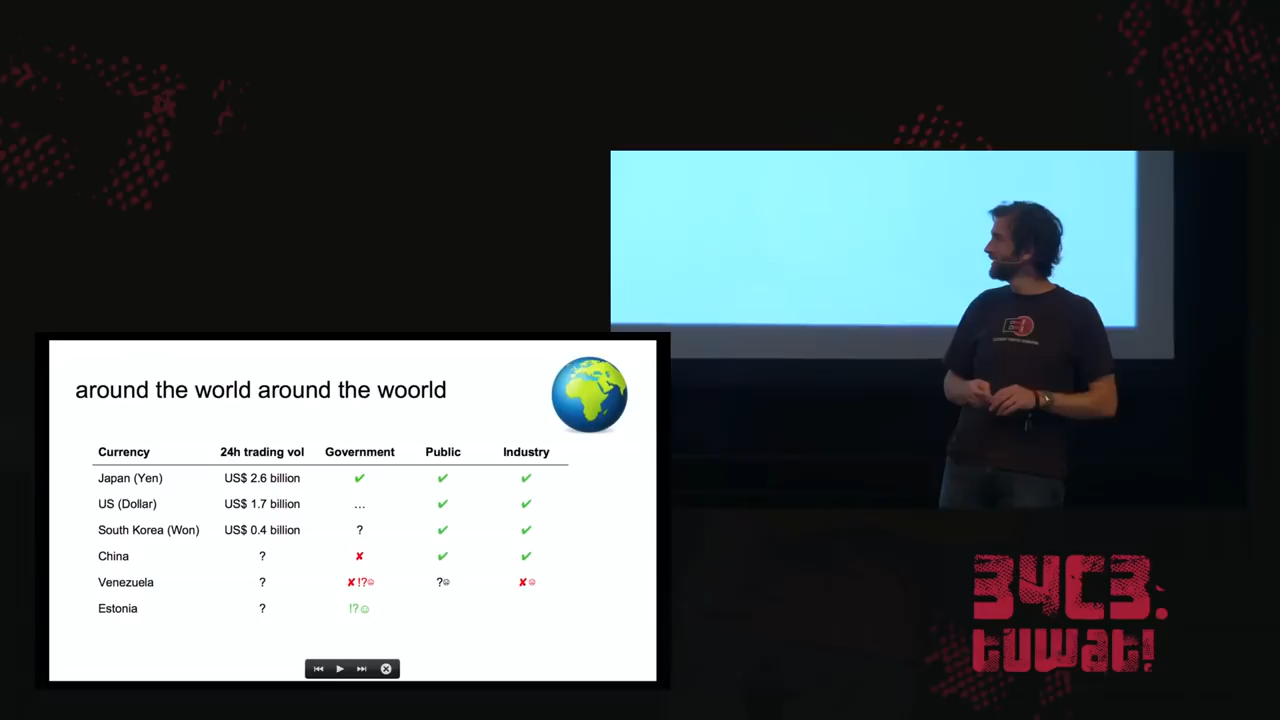 around the world around the woorld
Currency 24h trading vol Government Public Industry
Japan (Yen) US$ 2.6 billion ✔ ✔ ✔
US (Dollar) US$ 1.7 billion … ✔ ✔
South Korea (Won) US$ 0.4 billion ? ✔ ✔
China ? ✘ ✔ ✔
Venezuela ? ✘!?☹ ?☹ ✘☹
Estonia ? !?☺
34C3.
tuwat!